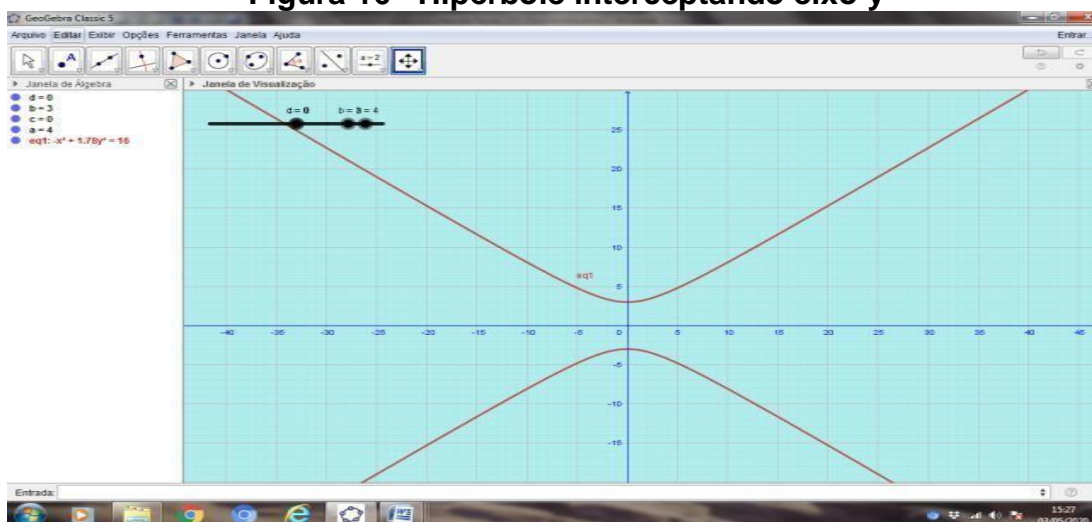 Figura 16- Hipérbole interceptando eixo y
GeoGebra Classic 5
Arquivo Editar Exibir Opções Ferramentas Janela Ajuda
Entrar...
a=2
Janela de Álgebra
Janela de Visualização
d = 0
b = 3
c = 0
a = 4
eq1: -x² + 1.78y² = 16
d = 0
= 4
25
20
15
10
eq1
5
-40 -35 -30 -25 -20 -15 -10 -5 0 5 10 15 20 25 30 35 40 45
-5
-10
-15
Entrada:
15:27